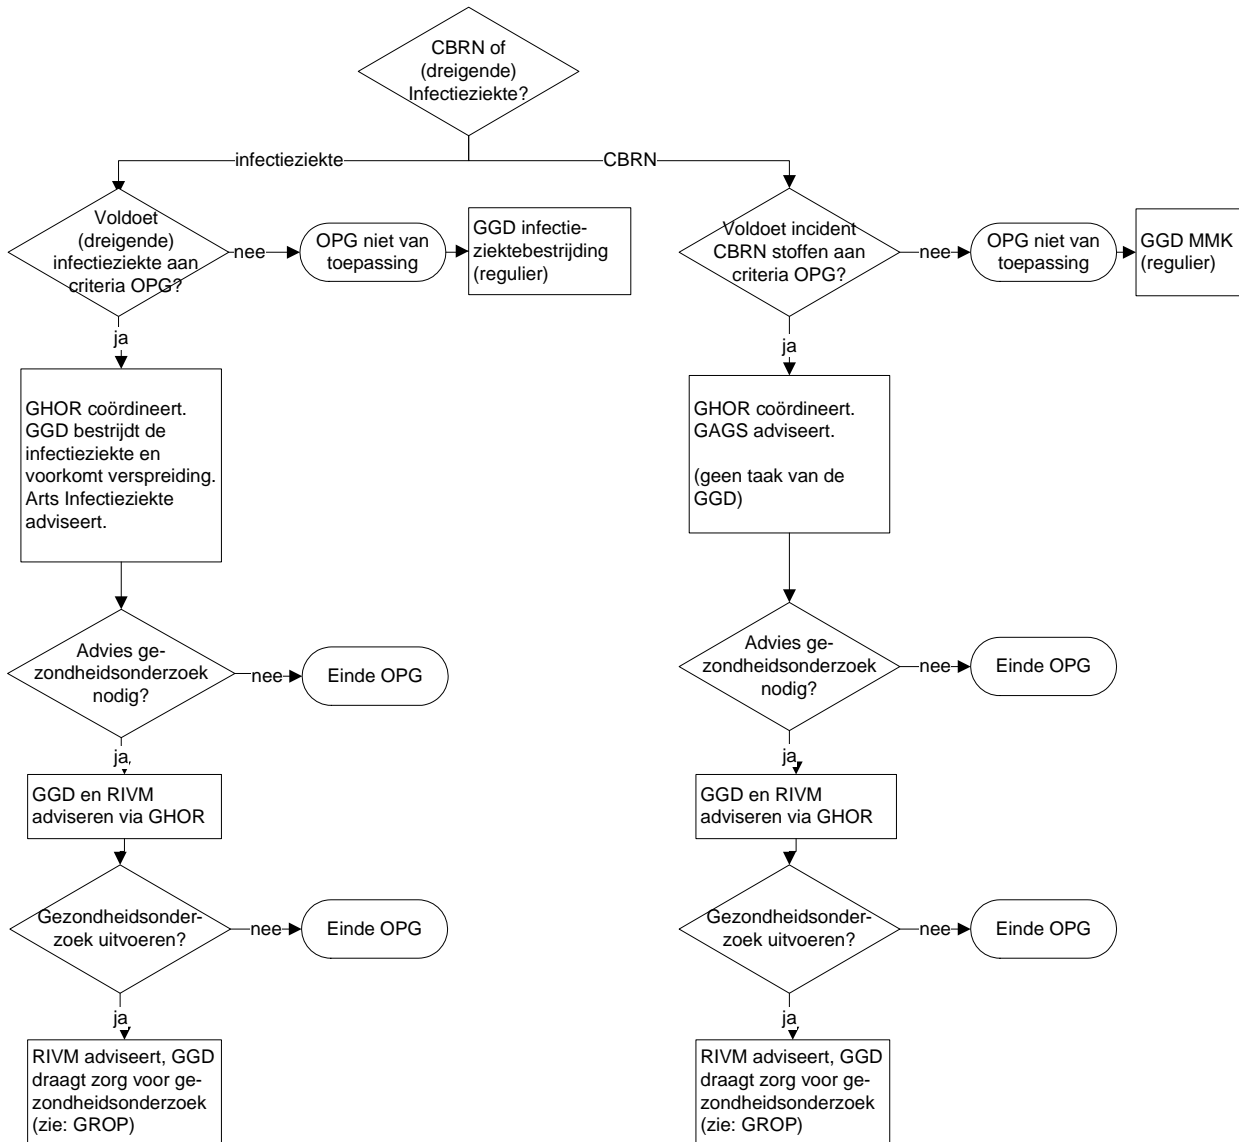 CBRN of
(dreigende)
Infectieziekte?
infectieziekte
CBRN
Voldoet
(dreigende)
infectieziekte aan
criteria OPG?
nee
OPG niet van
toepassing
GGD infectie-
ziektebestrijding
(regulier)
Voldoet incident
CBRN stoffen aan
criteria OPG?
nee
OPG niet van
toepassing
GGD MMK
(regulier)
ja
ja
GHOR coördineert.
GGD bestrijdt de
infectieziekte en
voorkomt verspreiding.
Arts Infectieziekte
adviseert.
GHOR coördineert.
GAGS adviseert.
(geen taak van de
GGD)
Advies ge-
zondheidsonderzoek
nodig?
nee
Einde OPG
Advies ge-
zondheidsonderzoek
nodig?
nee
Einde OPG
ja
ja
GGD en RIVM
adviseren via GHOR
GGD en RIVM
adviseren via GHOR
Gezondheidsonder-
zoek uitvoeren?
nee
Einde OPG
Gezondheidsonder-
zoek uitvoeren?
nee
Einde OPG
ja
ja
RIVM adviseert, GGD
draagt zorg voor ge-
zondheidsonderzoek
(zie: GROP)
RIVM adviseert, GGD
draagt zorg voor ge-
zondheidsonderzoek
(zie: GROP)